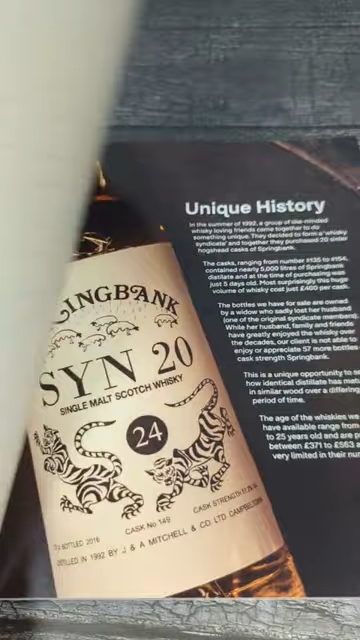 Unique History
In the summer of 1992, a group of like-minded
whisky loving friends came together to do
something unique. They decided to form a 'whisky
syndicate' and together they purchased 20 sister
hogshead casks of Springbank.
The casks, ranging from number #135 to #154,
contained nearly 5,000 litres of Springbank
distillate and at the time of purchasing was
just 5 days old. Most surprisingly this huge
volume of whisky cost just £400 per cask.
The bottles we have for sale are owned
by a widow who sadly lost her husband
(one of the original syndicate members).
While her husband, family and friends
have greatly enjoyed the whisky over
the decades, our client is not able to
enjoy or appreciate 57 more bottles
cask strength Springbank.
This is a unique opportunity to
how identical distillate has
in similar wood over a differing
period of time.
The age of the whiskies
have available range from
to 25 years old and are
between £371 to £563
very limited in their
INGBANK
SYN 20
SINGLE MALT SCOTCH WHISKY
24
BOTTLED 2016
CASK No 149
CASK STRENGTH
DISTILLED IN 1992 BY J & A MITCHELL & CO LTD CAMPBELTOWN